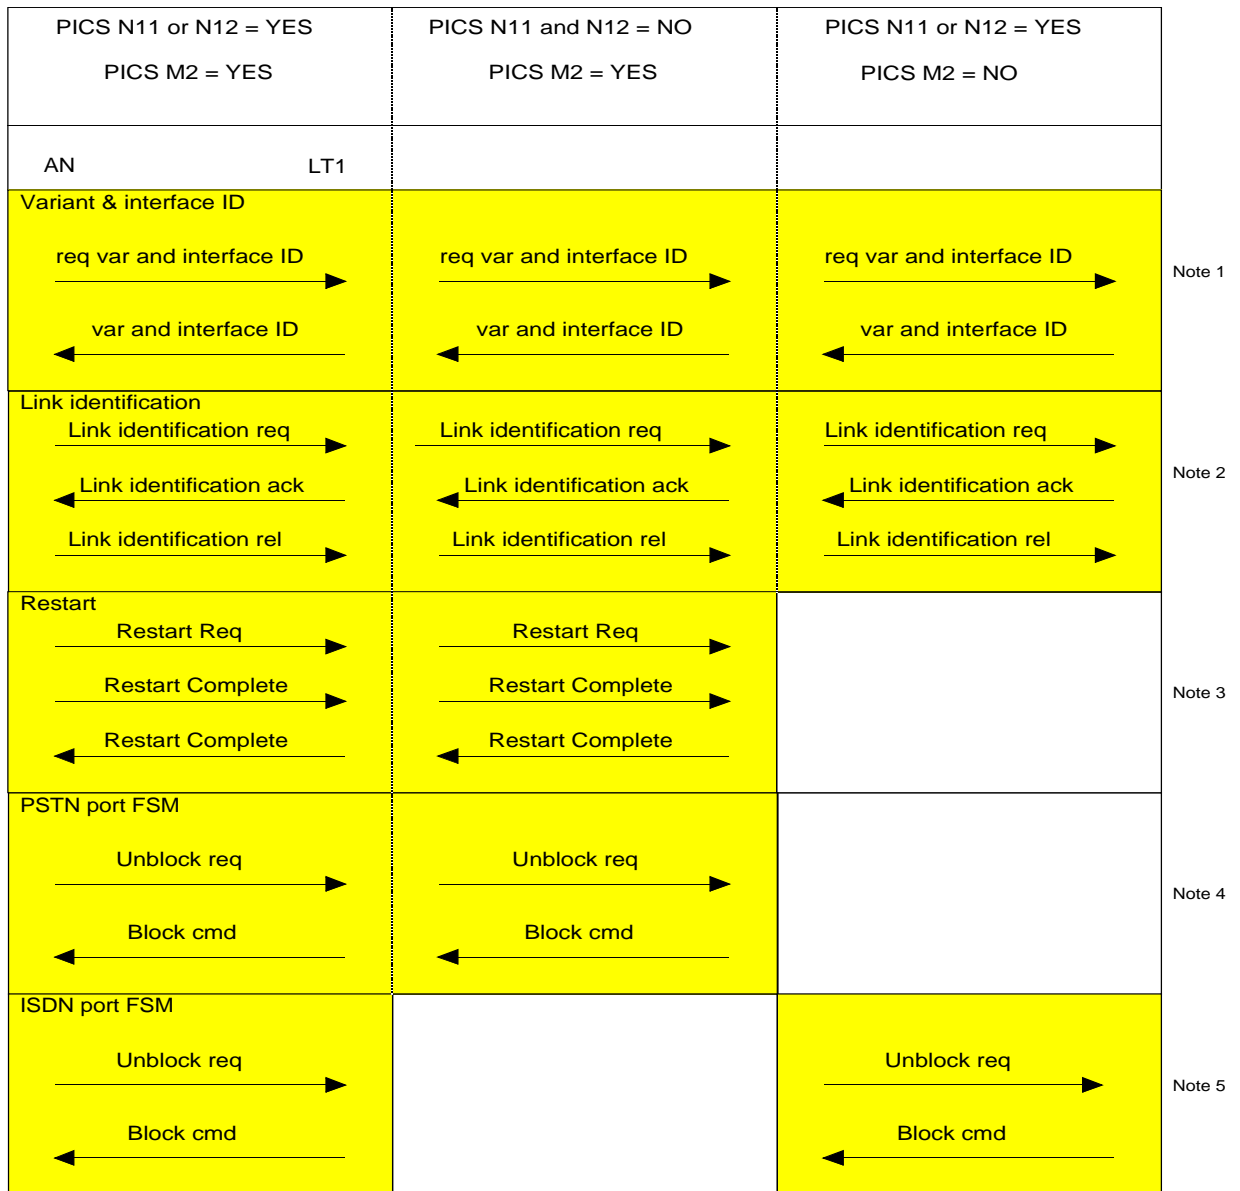 PICS N11 or N12 = YES PICS N11 and N12 = NO PICS N11 or N12 = YES
PICS M2 = YES PICS M2 = YES PICS M2 = NO
AN LT1
Variant & interface ID
req var and interface ID req var and interface ID req var and interface ID
Note 1
var and interface ID var and interface ID var and interface ID
Link identification
Link identification req Link identification req Link identification req
Link identification ack Link identification ack Link identification ack
Note 2
Link identification rel Link identification rel Link identification rel
Restart
Restart Req Restart Req
Restart Complete Restart Complete
Note 3
Restart Complete Restart Complete
PSTN port FSM
Unblock req Unblock req
Note 4
Block cmd Block cmd
ISDN port FSM
Unblock req Unblock req
Note 5
Block cmd Block cmd